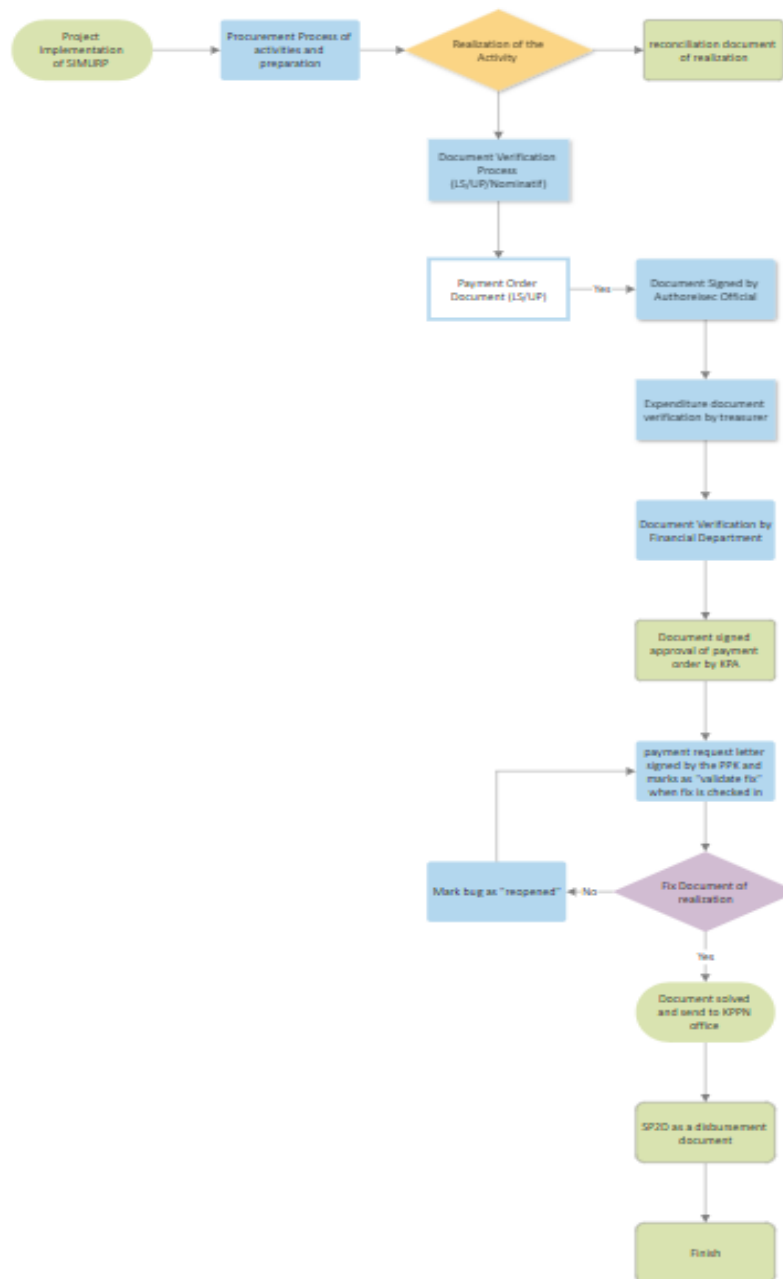 Project
Implementation
of SIMURP
Procurement Process of
activities and
preparation
Realization of the
Activity
reconciliation document
of realization
Document Verification
Process
(LS/UP/Nominatif)
Payment Order
Document (LS/UP)
Yes
Document Signed by
Authoreisec Official
Expenditure document
verification by treasurer
Document Verification by
Financial Department
Document signed
approval of payment
order by KPA
payment request letter
signed by the PPK and
marks as "validate fix"
when fix is checked in
Mark bug as "reopened"
No
Fix Document of
realization
Yes
Document solved
and send to KPPN
office
SP2D as a disbursement
document
Finish